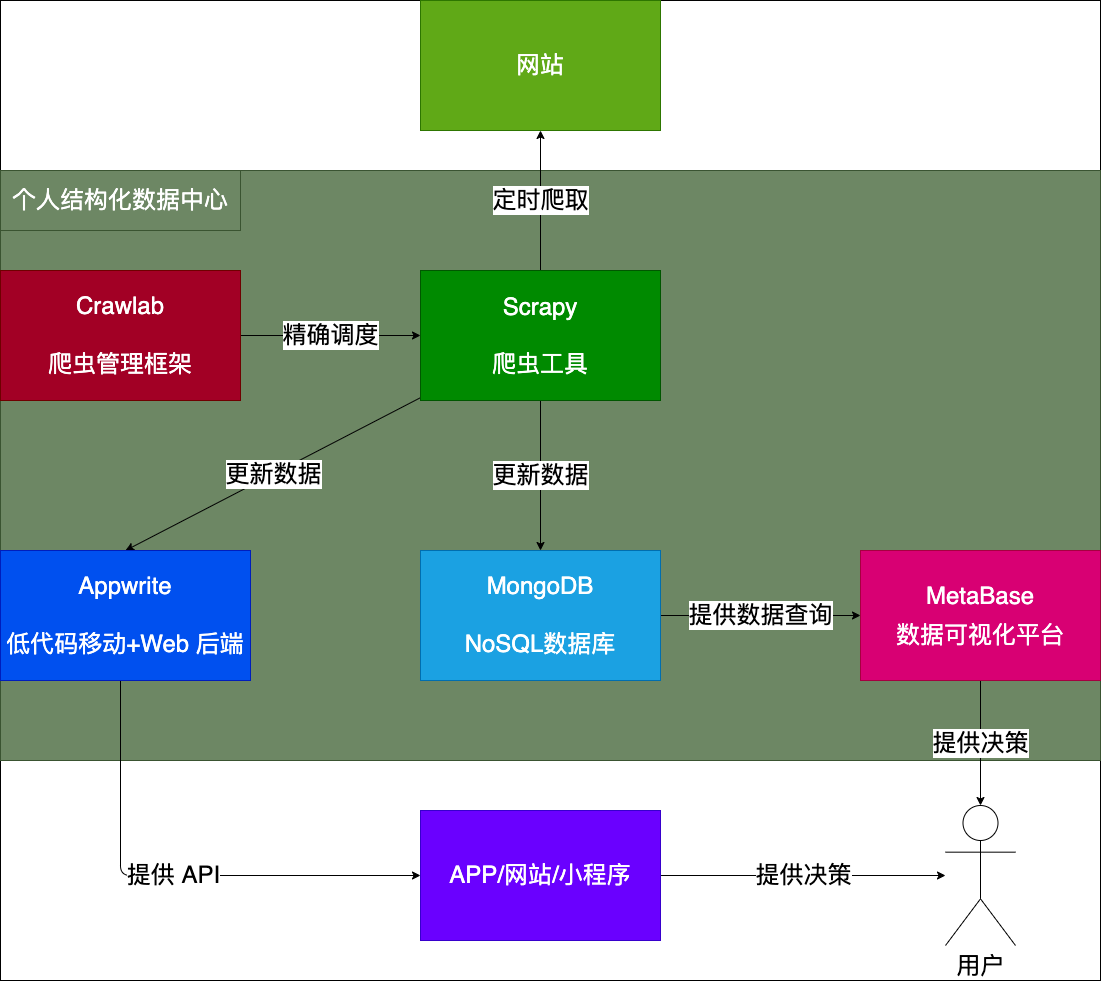 网站
个人结构化数据中心
定时爬取
Crawlab
爬虫管理框架
精确调度
Scrapy
爬虫工具
更新数据
更新数据
Appwrite
低代码移动+Web 后端
MongoDB
NoSQL数据库
提供数据查询
MetaBase
数据可视化平台
提供决策
提供 API
APP/网站/小程序
提供决策
用户